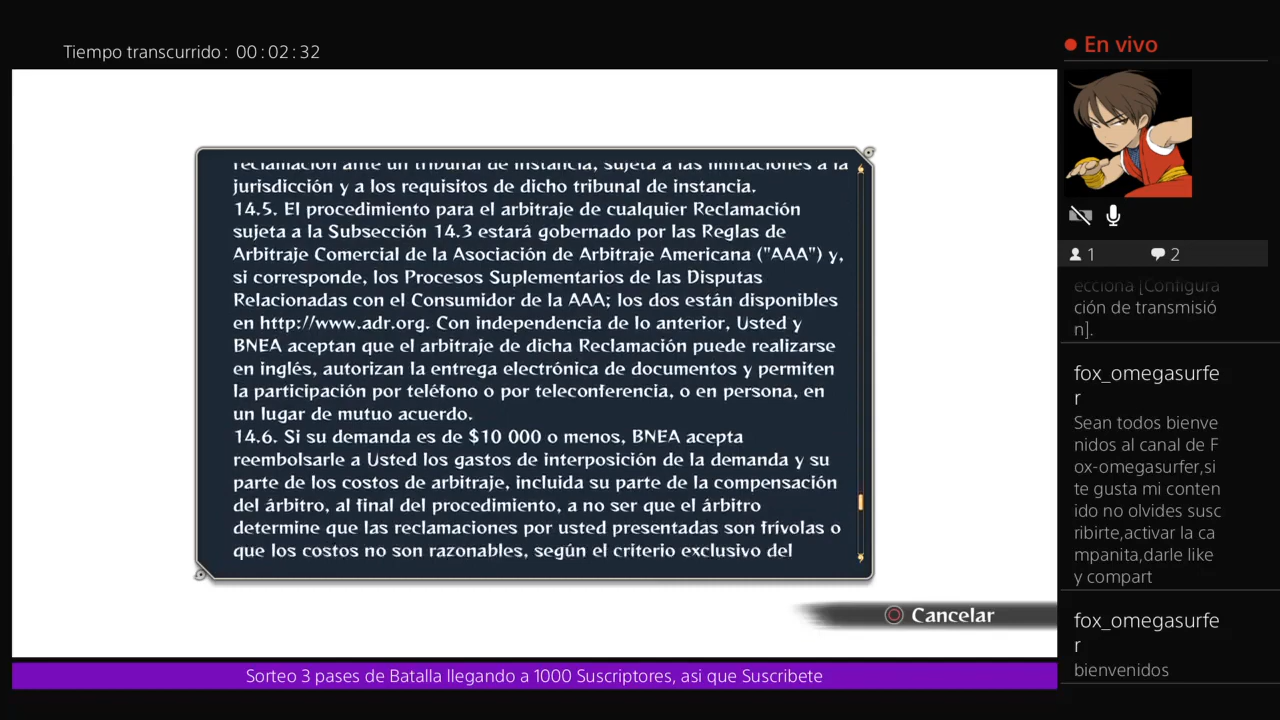 Tiempo transcurrido: 00:02:32
En vivo
reclamación ante un tribunal de instancia, sujeta a las limitaciones a la
jurisdicción y a los requisitos de dicho tribunal de instancia.
14.5. El procedimiento para el arbitraje de cualquier Reclamación
sujeta a la Subsección 14.3 estará gobernado por las Reglas de
Arbitraje Comercial de la Asociación de Arbitraje Americana ("AAA") y,
si corresponde, los Procesos Suplementarios de las Disputas
Relacionadas con el Consumidor de la AAA; los dos están disponibles
en http://www.adr.org. Con independencia de lo anterior, Usted y
BNEA aceptan que el arbitraje de dicha Reclamación puede realizarse
en inglés, autorizan la entrega electrónica de documentos y permiten
la participación por teléfono o por teleconferencia, o en persona, en
un lugar de mutuo acuerdo.
14.6. Si su demanda es de $10 000 o menos, BNEA acepta
reembolsarle a Usted los gastos de interposición de la demanda y su
parte de los costos de arbitraje, incluida su parte de la compensación
del árbitro, al final del procedimiento, a no ser que el árbitro
determine que las reclamaciones por usted presentadas son frívolas o
que los costos no son razonables, según el criterio exclusivo del
Cancelar
Sorteo 3 pases de Batalla llegando a 1000 Suscriptores, asi que Suscribete
1
2
ecciona [Configura
ción de transmisió
n].
fox_omegasurfe
r
Sean todos bienve
nidos al canal de F
ox-omegasurfer,si
te gusta mi conten
ido no olvides susc
ribirte,activar la ca
mpanita,darle like
y compart
fox_omegasurfe
r
bienvenidos